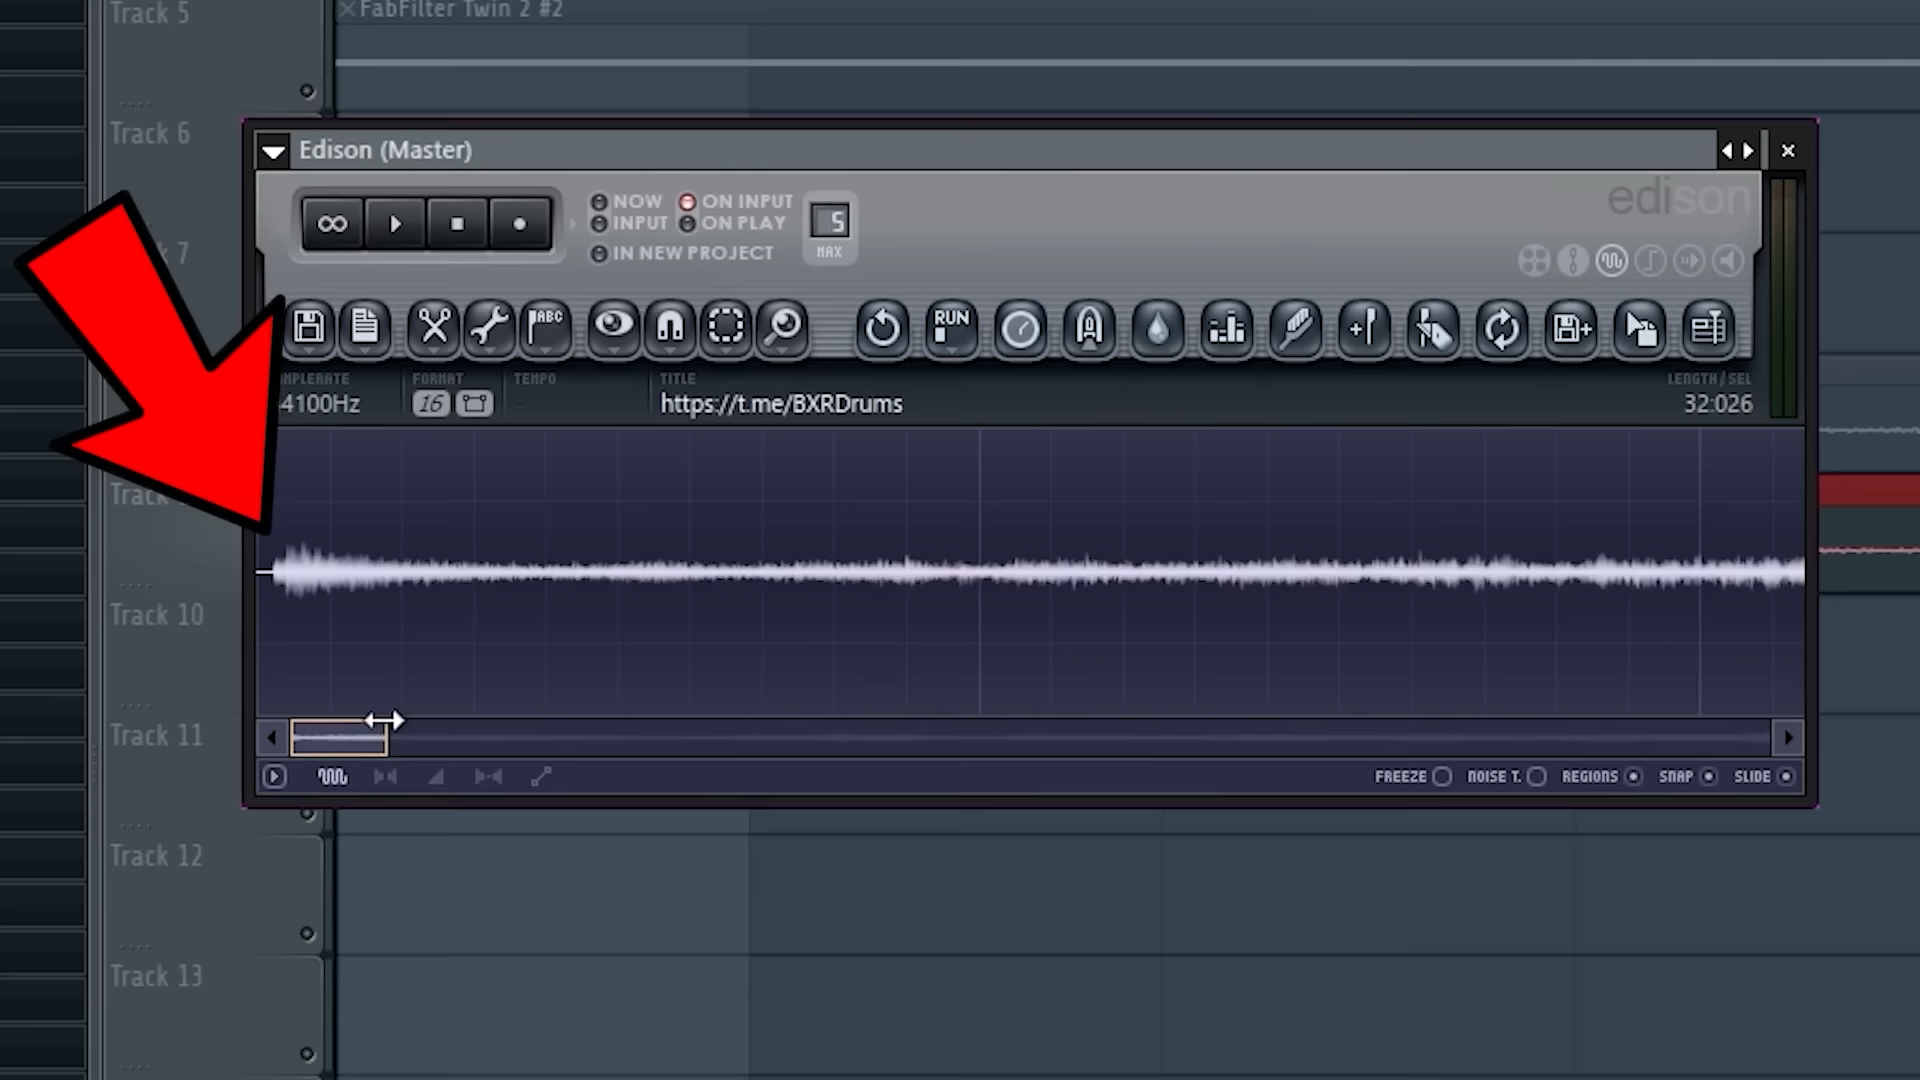 Track 5
FabFilter Twin 2 #2
Track 6
Edison (Master)
edison
NOW
ON INPUT
INPUT
ON PLAY
IN NEW PROJECT
5
MAX
7
ABC
RUN
FORMAT
TEMPO
TITLE
LENGTH/SEL
4100Hz
16
https://t.me/BXRDrums
32:026
Track 10
Track 11
FREEZE
NOISE T.
REGIONS
SNAP
SLIDE
Track 12
Track 13